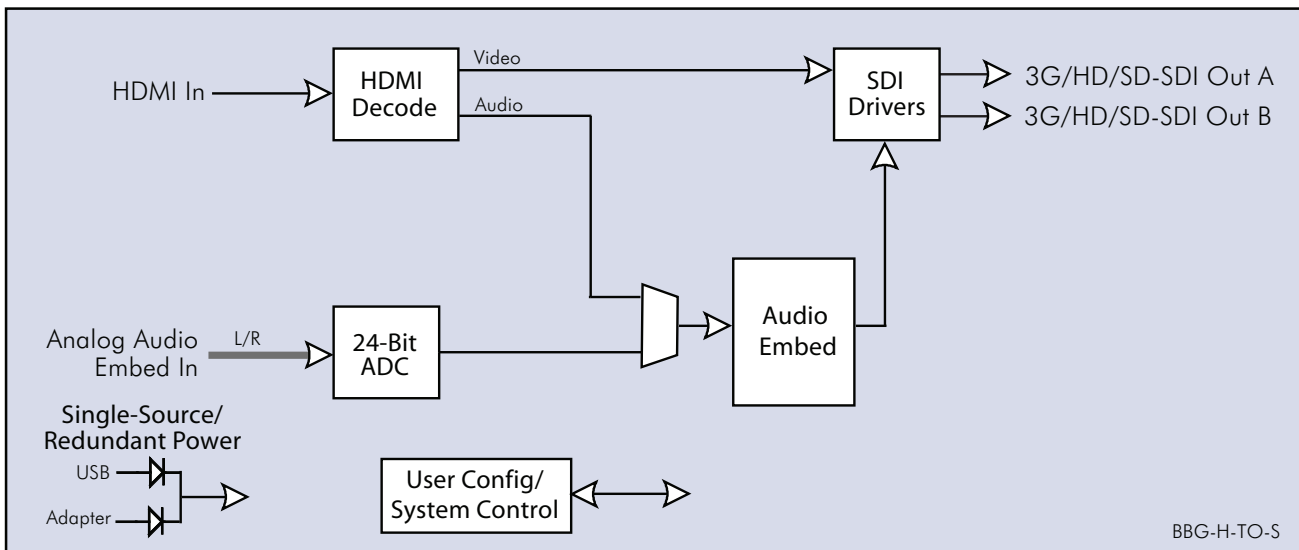 HDMI In
HDMI
Decode
Video
Audio
SDI
Drivers
3G/HD/SD-SDI Out A
3G/HD/SD-SDI Out B
Analog Audio
Embed In
L/R
24-Bit
ADC
Audio
Embed
Single-Source/
Redundant Power
USB
Adapter
User Config/
System Control
BBG-H-TO-S